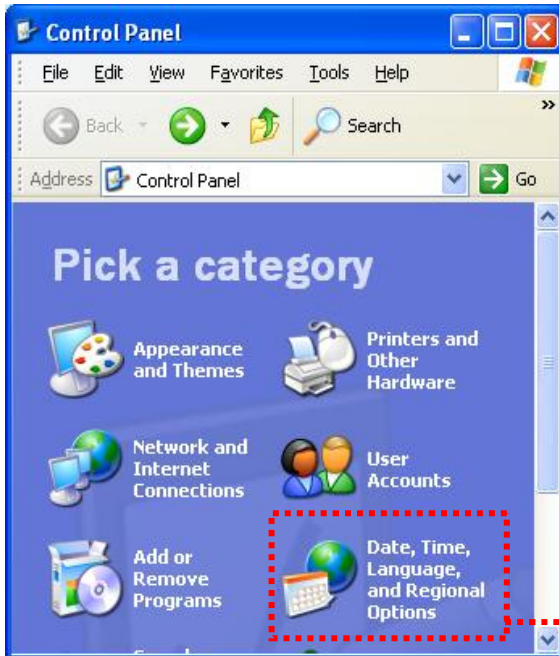 Control Panel
File Edit View Favorites Tools Help
Back Search »
Address Control Panel Go
Pick a category
Appearance
and Themes
Printers and
Other
Hardware
Network and
Internet
Connections
User
Accounts
Add or
Remove
Programs
Date, Time,
Language,
and Regional
Options